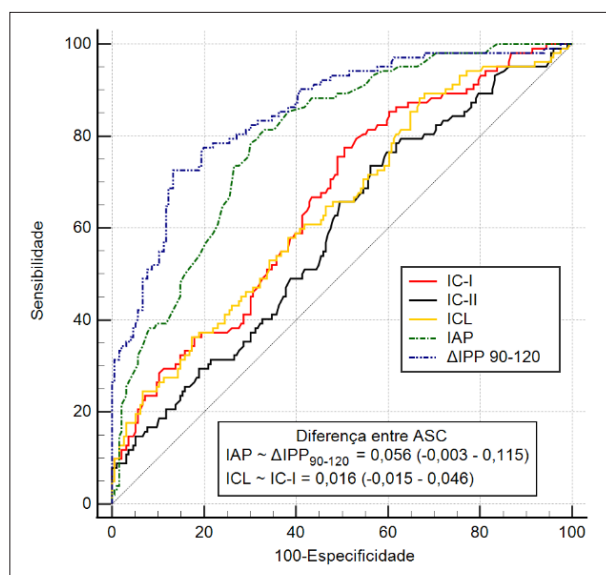 100
80
60
40
20
0
Sensibilidade
IC-I
IC-II
ICL
IAP
ΔIPP 90-120
Diferença entre ASC
IAP ~ ΔIPP90-120 = 0,056 (-0,003 - 0,115)
ICL ~ IC-I = 0,016 (-0,015 - 0,046)
0 20 40 60 80 100
100-Especificidade